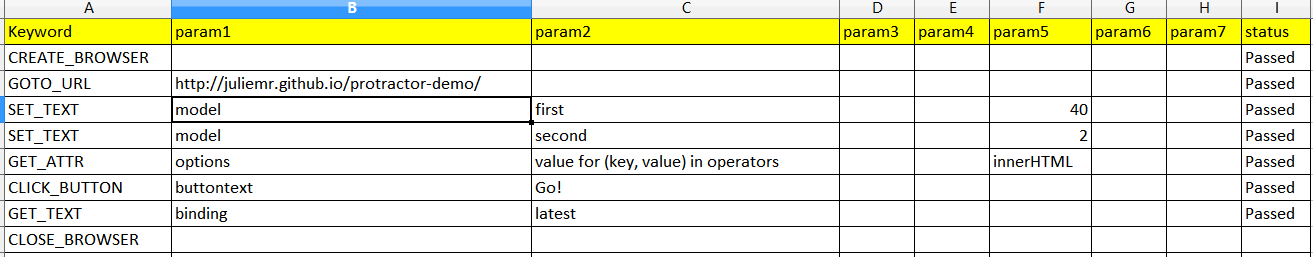 A B C D E F G H I
Keyword param1 param2 param3 param4 param5 param6 param7 status
CREATE_BROWSER Passed
GOTO_URL http://juliemr.github.io/protractor-demo/ Passed
SET_TEXT model first 40 Passed
SET_TEXT model second 2 Passed
GET_ATTR options value for (key, value) in operators innerHTML Passed
CLICK_BUTTON buttontext Go! Passed
GET_TEXT binding latest Passed
CLOSE_BROWSER